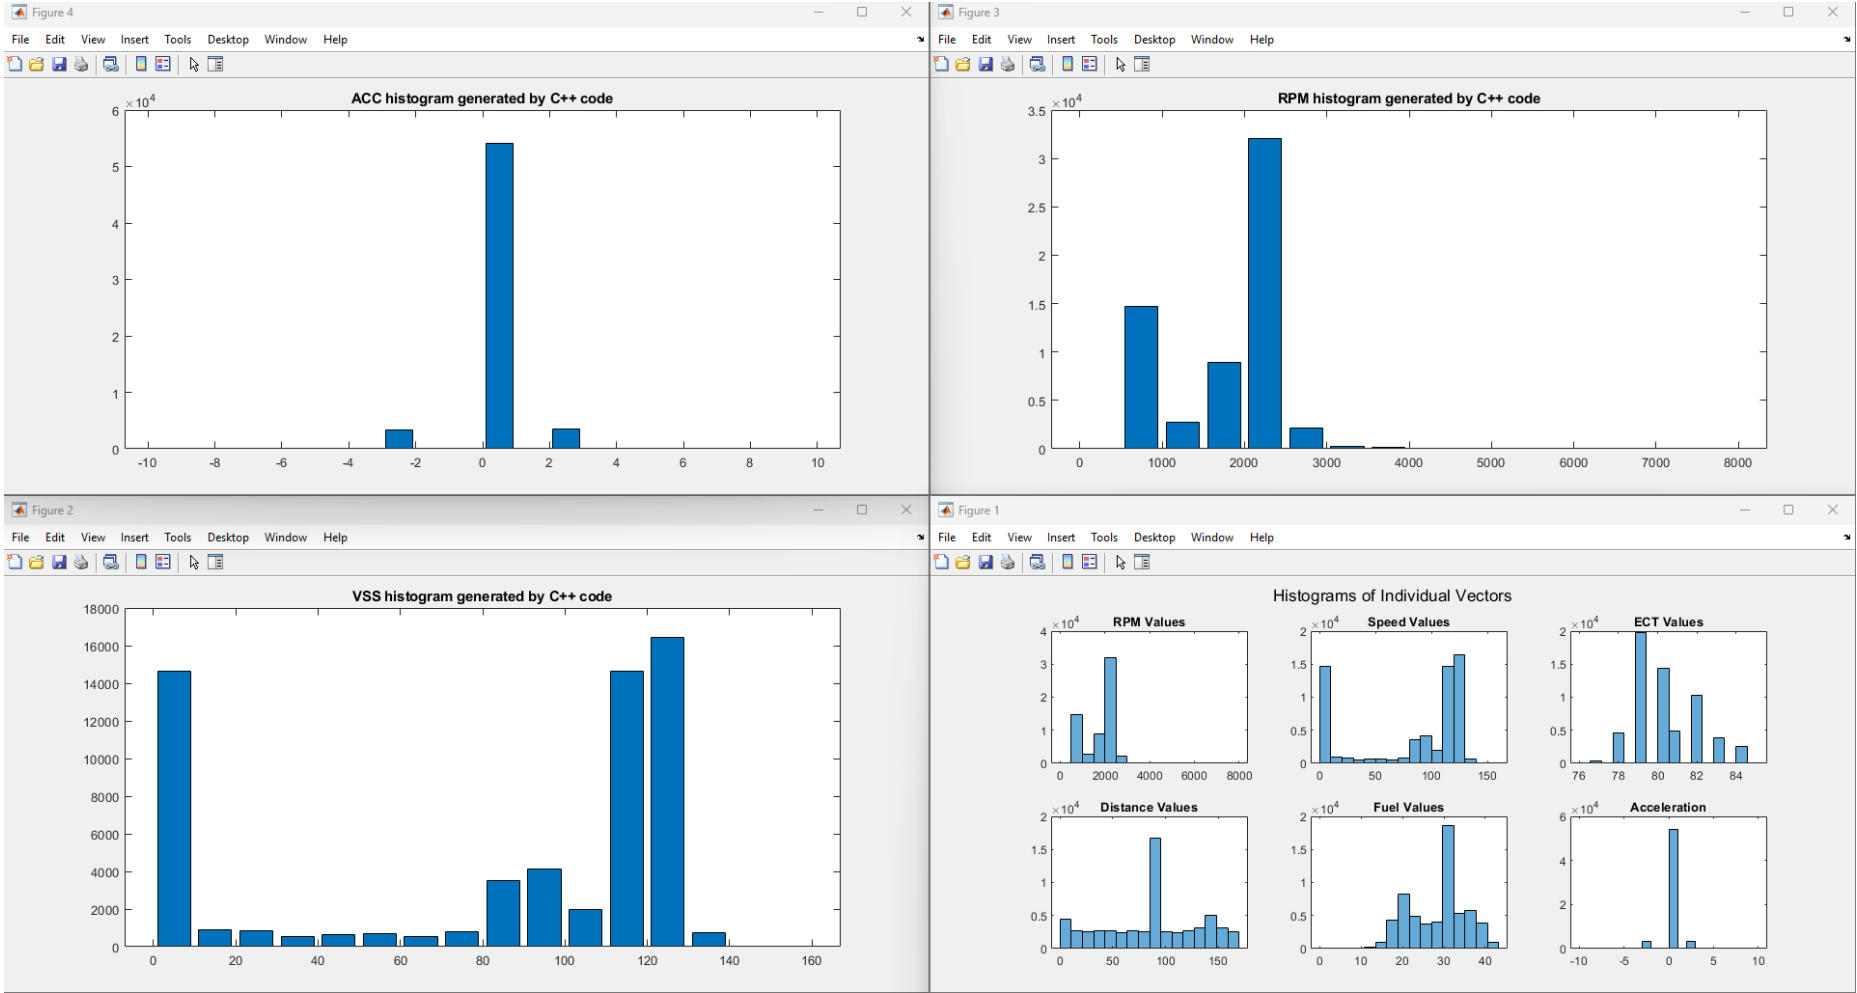 Figure 4
File Edit View Insert Tools Desktop Window Help
ACC histogram generated by C++ code
×10^4
6
5
4
3
2
1
0
-10 -8 -6 -4 -2 0 2 4 6 8 10
Figure 3
File Edit View Insert Tools Desktop Window Help
RPM histogram generated by C++ code
×10^4
3.5
3
2.5
2
1.5
1
0.5
0
0 1000 2000 3000 4000 5000 6000 7000 8000
Figure 2
File Edit View Insert Tools Desktop Window Help
VSS histogram generated by C++ code
18000
16000
14000
12000
10000
8000
6000
4000
2000
0
0 20 40 60 80 100 120 140 160
Figure 1
File Edit View Insert Tools Desktop Window Help
Histograms of Individual Vectors
RPM Values
×10^4
4
3
2
1
0
0 2000 4000 6000 8000
Speed Values
×10^4
2
1.5
1
0.5
0
0 50 100 150
ECT Values
×10^4
2
1.5
1
0.5
0
76 78 80 82 84
Distance Values
×10^4
2
1.5
1
0.5
0
0 50 100 150
Fuel Values
×10^4
2
1.5
1
0.5
0
0 10 20 30 40
Acceleration
×10^4
6
4
2
0
-10 -5 0 5 10